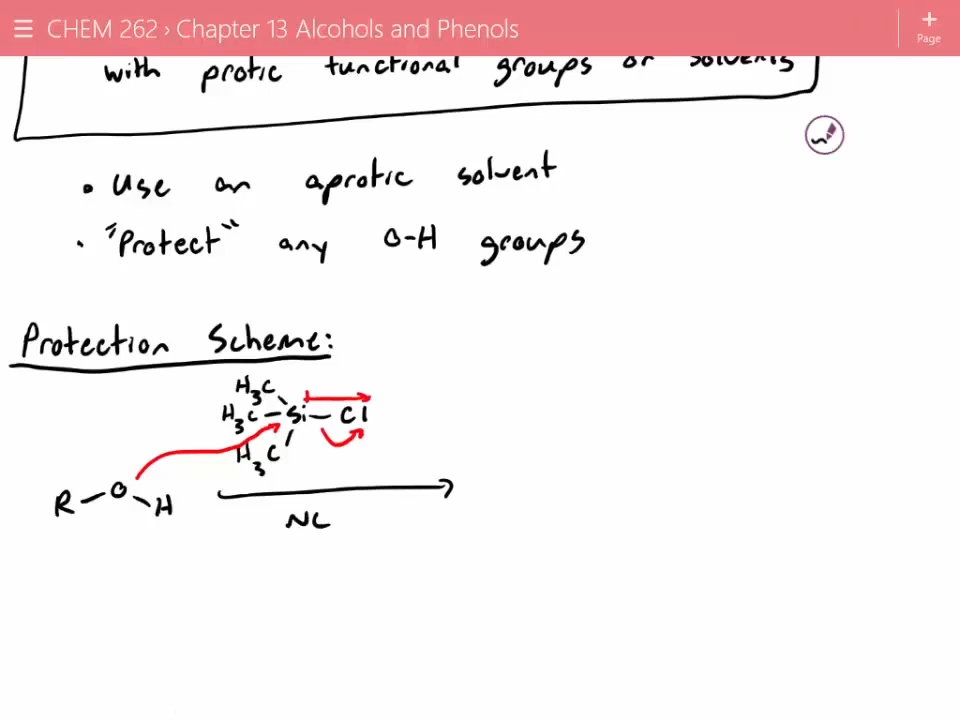 CHEM 262 › Chapter 13 Alcohols and Phenols
Page
with protic functional groups or solvents
• Use an aprotic solvent
• "Protect" any O-H groups
Protection Scheme:
H3C
H3C - Si - Cl
H3C
R - O - H